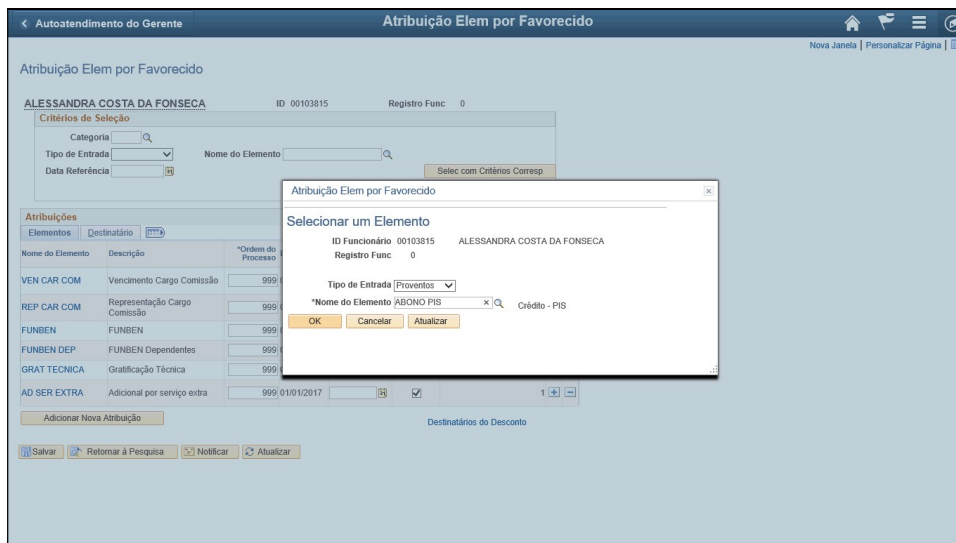 Autoatendimento do Gerente
Atribuição Elem por Favorecido
Nova Janela | Personalizar Página |
Atribuição Elem por Favorecido
ALESSANDRA COSTA DA FONSECA ID 00103815 Registro Func 0
Critérios de Seleção
Categoria
Tipo de Entrada Nome do Elemento
Data Referência
Selec com Critérios Corresp
Atribuição Elem por Favorecido
Selecionar um Elemento
ID Funcionário 00103815 ALESSANDRA COSTA DA FONSECA
Registro Func 0
Tipo de Entrada Proventos
*Nome do Elemento ABONO PIS Crédito - PIS
OK Cancelar Atualizar
Atribuições
Elementos Destinatário
Nome do Elemento Descrição *Ordem do Processo
VEN CAR COM Vencimento Cargo Comissão 999
REP CAR COM Representação Cargo Comissão 999
FUNBEN FUNBEN 999
FUNBEN DEP FUNBEN Dependentes 999
GRAT TECNICA Gratificação Técnica 999
AD SER EXTRA Adicional por serviço extra 999 01/01/2017 1
Adicionar Nova Atribuição
Destinatários do Desconto
Salvar Retornar à Pesquisa Notificar Atualizar